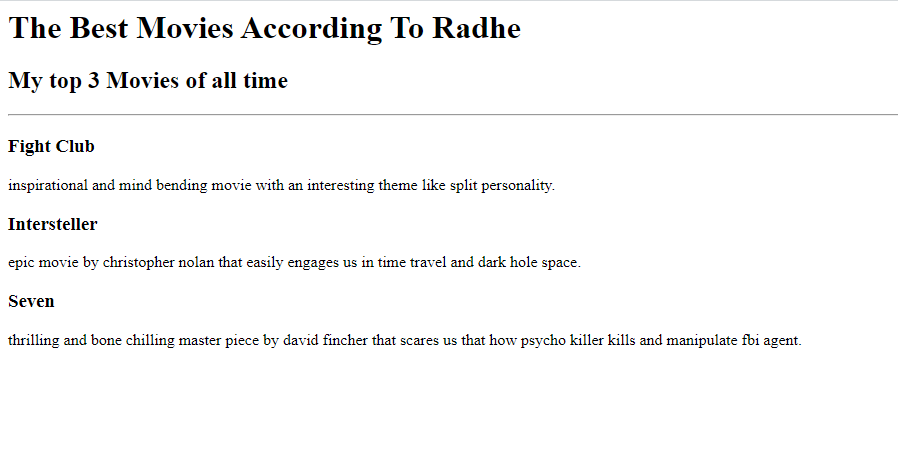 The Best Movies According To Radhe
My top 3 Movies of all time
Fight Club
inspirational and mind bending movie with an interesting theme like split personality.
Intersteller
epic movie by christopher nolan that easily engages us in time travel and dark hole space.
Seven
thrilling and bone chilling master piece by david fincher that scares us that how psycho killer kills and manipulate fbi agent.